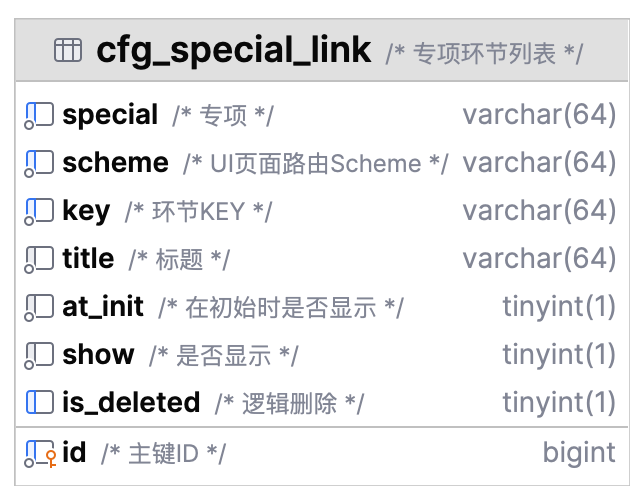 cfg_special_link /* 专项环节列表 */
special /* 专项 */ varchar(64)
scheme /* UI页面路由Scheme */ varchar(64)
key /* 环节KEY */ varchar(64)
title /* 标题 */ varchar(64)
at_init /* 在初始时是否显示 */ tinyint(1)
show /* 是否显示 */ tinyint(1)
is_deleted /* 逻辑删除 */ tinyint(1)
id /* 主键ID */ bigint